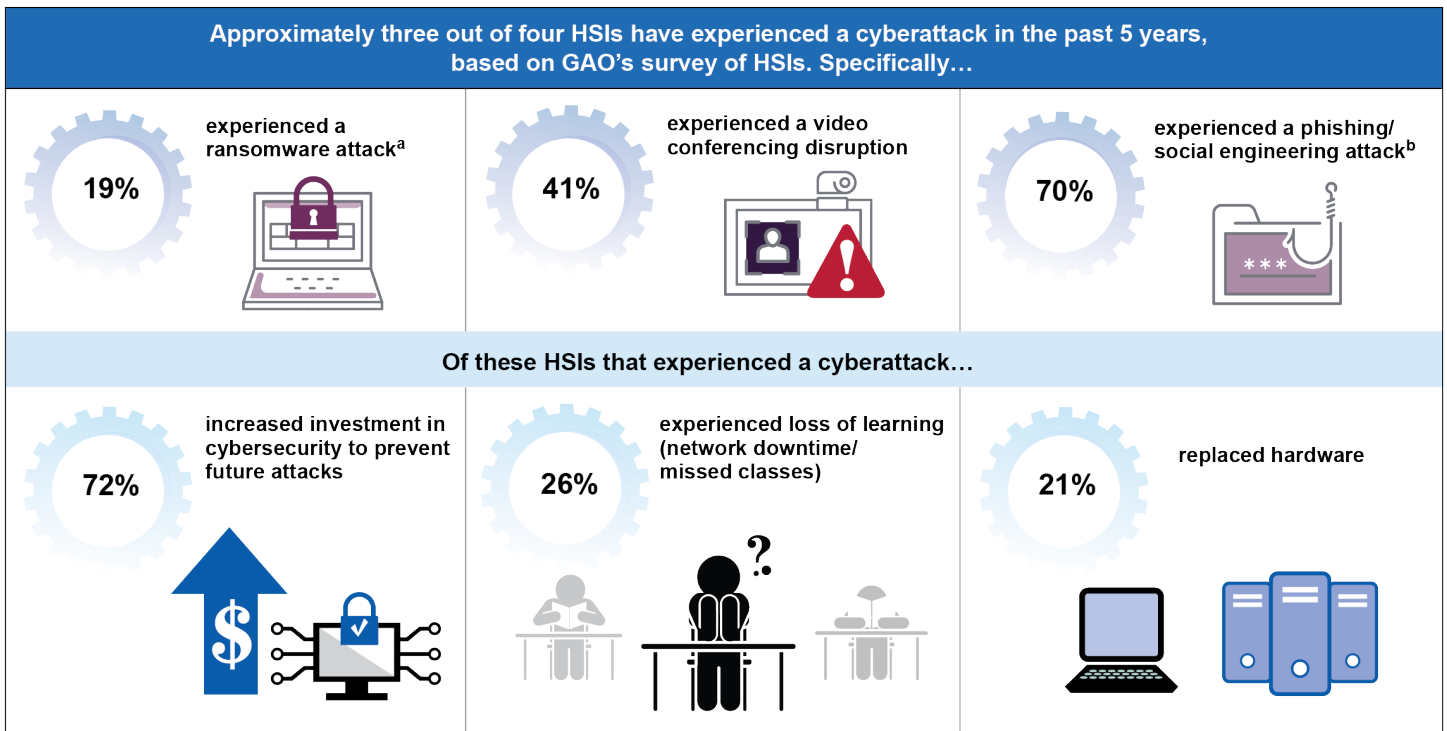 Approximately three out of four HSIs have experienced a cyberattack in the past 5 years,
based on GAO’s survey of HSIs. Specifically…
19%
experienced a
ransomware attackᵃ
41%
experienced a video
conferencing disruption
70%
experienced a phishing/
social engineering attackᵇ
***
Of these HSIs that experienced a cyberattack…
72%
increased investment in
cybersecurity to prevent
future attacks
$
26%
experienced loss of learning
(network downtime/
missed classes)
?
21%
replaced hardware